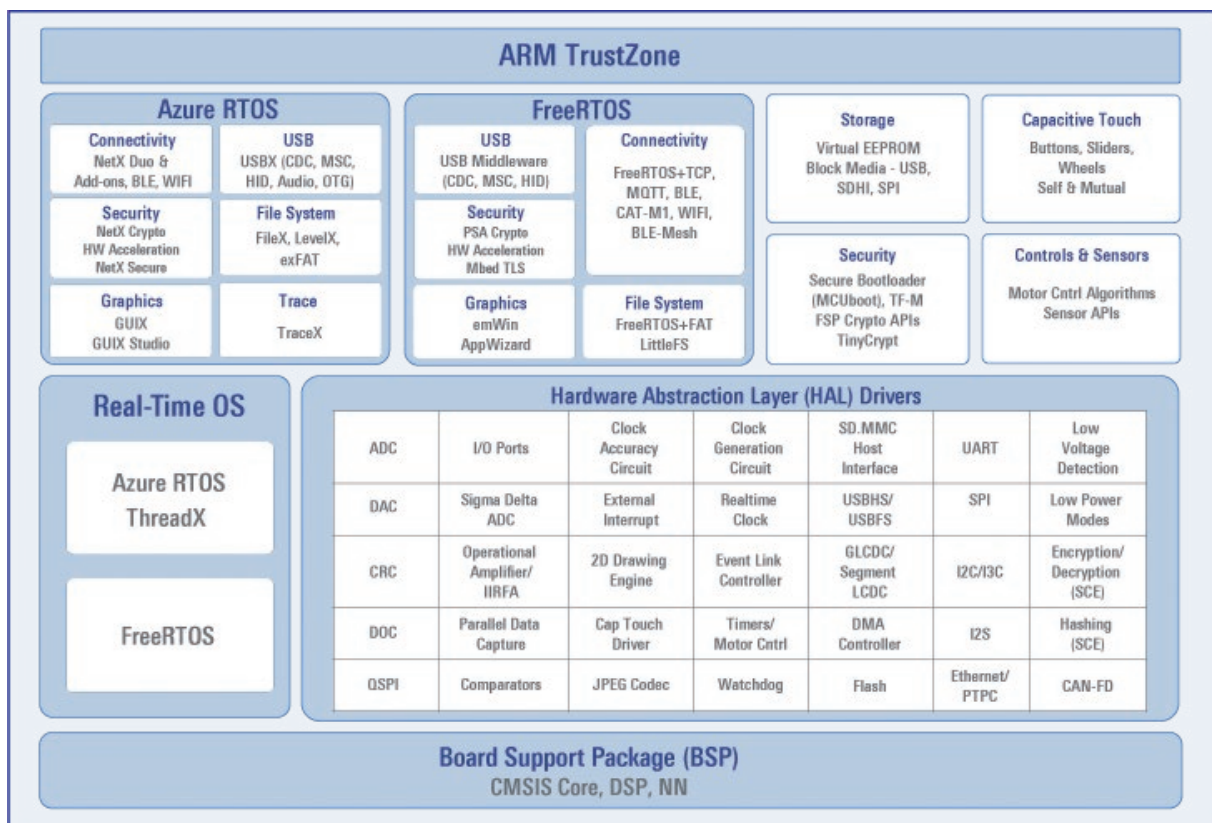 ARM TrustZone
Azure RTOS
Connectivity
NetX Duo &
Add-ons, BLE, WIFI
USB
USBX (CDC, MSC,
HID, Audio, OTG)
Security
NetX Crypto
HW Acceleration
NetX Secure
File System
FileX, LevelX,
exFAT
Graphics
GUIX
GUIX Studio
Trace
TraceX
FreeRTOS
USB
USB Middleware
(CDC, MSC, HID)
Connectivity
FreeRTOS+TCP,
MQTT, BLE,
CAT-M1, WIFI,
BLE-Mesh
Security
PSA Crypto
HW Acceleration
Mbed TLS
Graphics
emWin
AppWizard
File System
FreeRTOS+FAT
LittleFS
Storage
Virtual EEPROM
Block Media - USB,
SDHI, SPI
Capacitive Touch
Buttons, Sliders,
Wheels
Self & Mutual
Security
Secure Bootloader
(MCUboot), TF-M
FSP Crypto APIs
TinyCrypt
Controls & Sensors
Motor Cntrl Algorithms
Sensor APIs
Real-Time OS
Azure RTOS
ThreadX
FreeRTOS
Hardware Abstraction Layer (HAL) Drivers
ADC
I/O Ports
Clock
Accuracy
Circuit
Clock
Generation
Circuit
SD.MMC
Host
Interface
UART
Low
Voltage
Detection
DAC
Sigma Delta
ADC
External
Interrupt
Realtime
Clock
USBHS/
USBFS
SPI
Low Power
Modes
CRC
Operational
Amplifier/
IIRFA
2D Drawing
Engine
Event Link
Controller
GLCDC/
Segment
LCDC
I2C/I3C
Encryption/
Decryption
(SCE)
DOC
Parallel Data
Capture
Cap Touch
Driver
Timers/
Motor Cntrl
DMA
Controller
I2S
Hashing
(SCE)
QSPI
Comparators
JPEG Codec
Watchdog
Flash
Ethernet/
PTPC
CAN-FD
Board Support Package (BSP)
CMSIS Core, DSP, NN